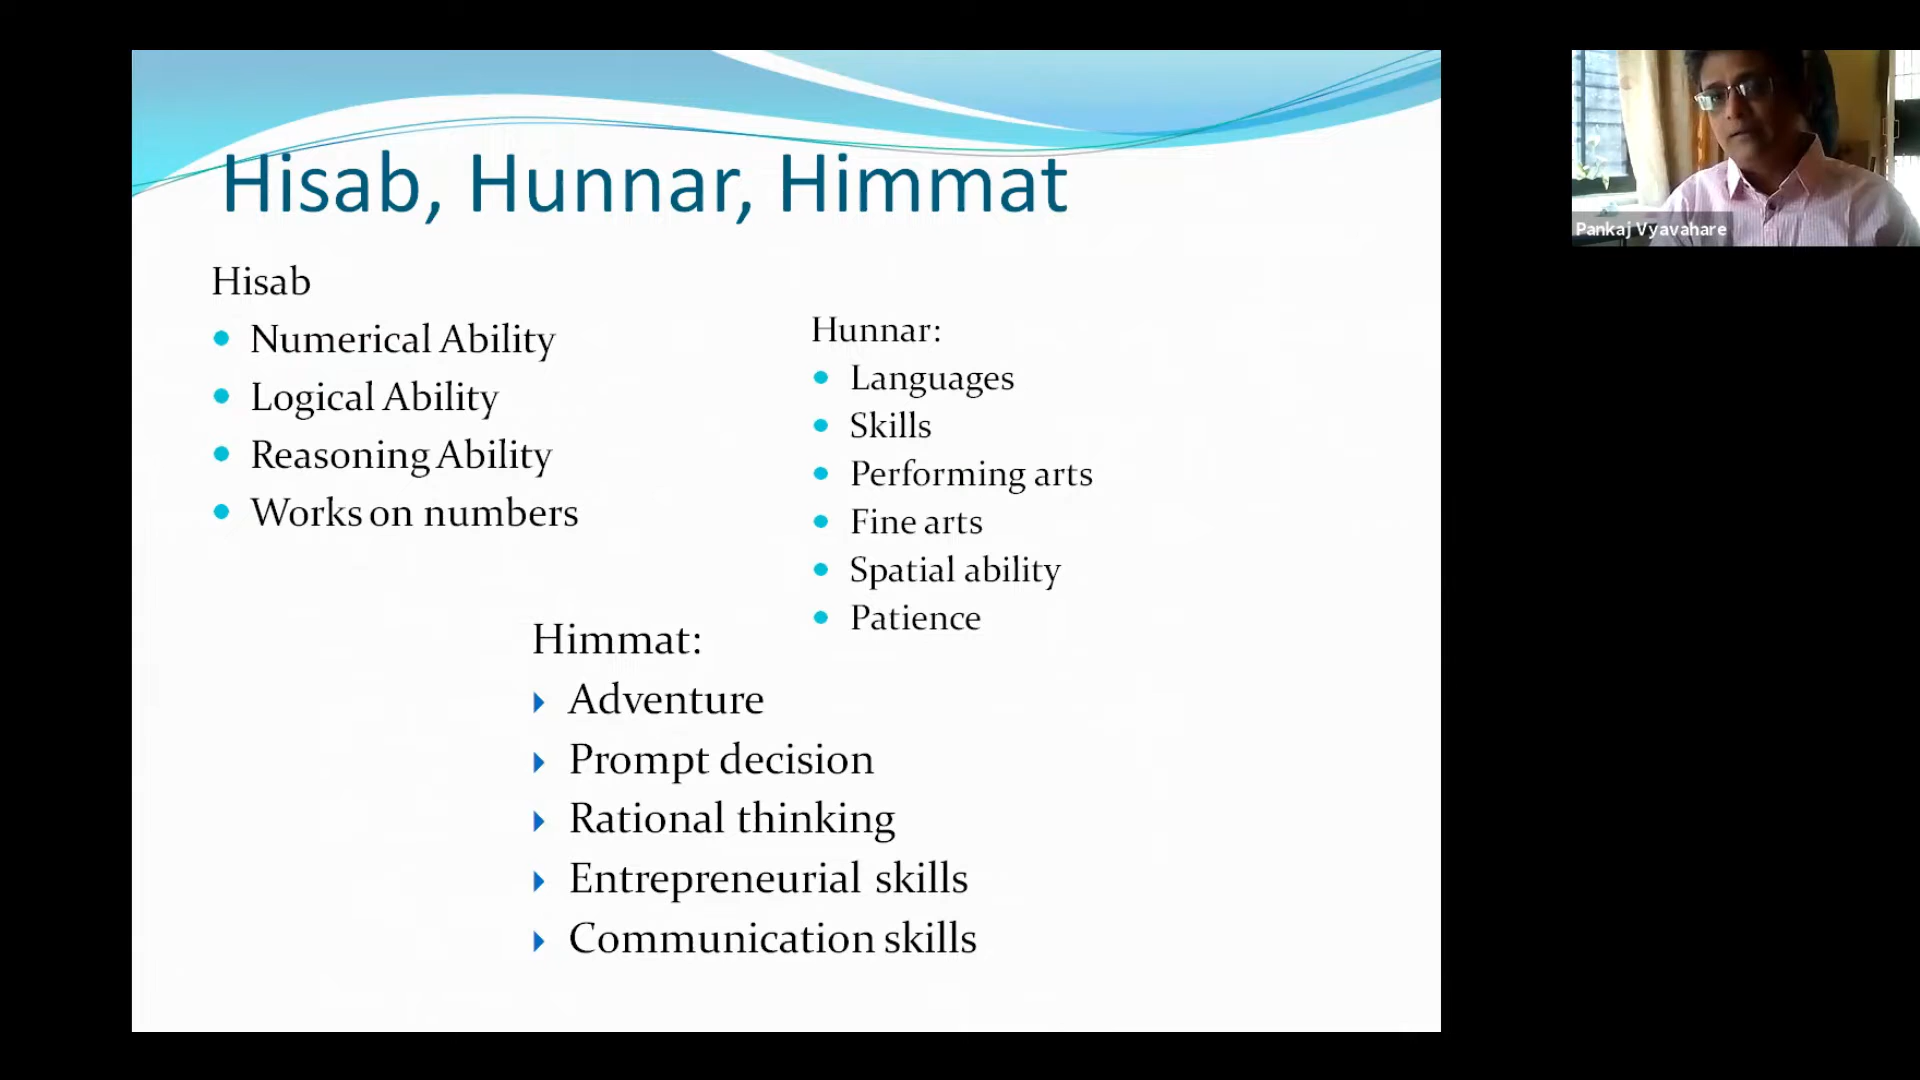 Hisab, Hunnar, Himmat
Hisab
Numerical Ability
Logical Ability
Reasoning Ability
Works on numbers
Hunnar:
Languages
Skills
Performing arts
Fine arts
Spatial ability
Patience
Himmat:
Adventure
Prompt decision
Rational thinking
Entrepreneurial skills
Communication skills
Pankaj Vyavahare